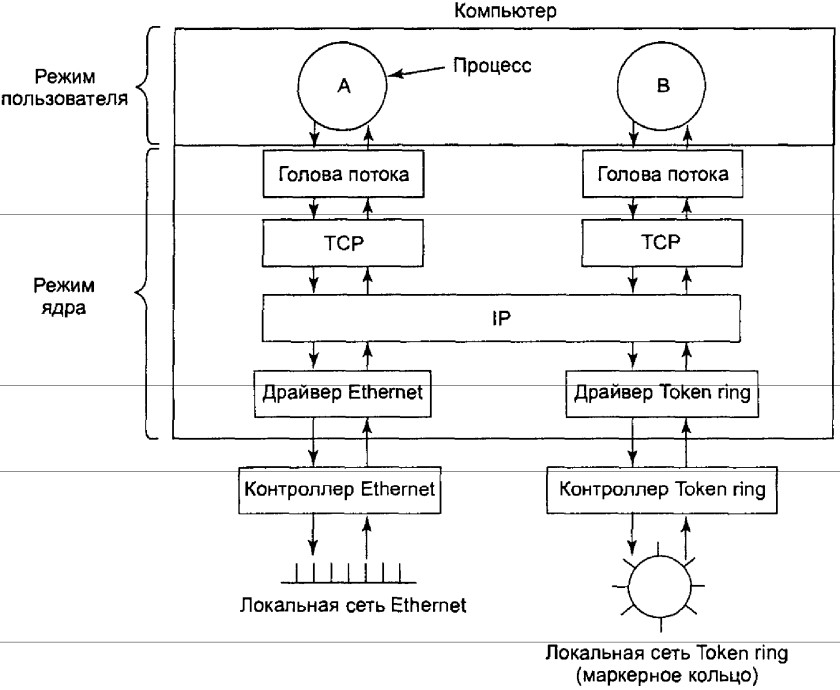 Компьютер
Режим
пользователя
A
Процесс
B
Голова потока
Голова потока
TCP
TCP
Режим
ядра
IP
Драйвер Ethernet
Драйвер Token ring
Контроллер Ethernet
Контроллер Token ring
Локальная сеть Ethernet
Локальная сеть Token ring
(маркерное кольцо)